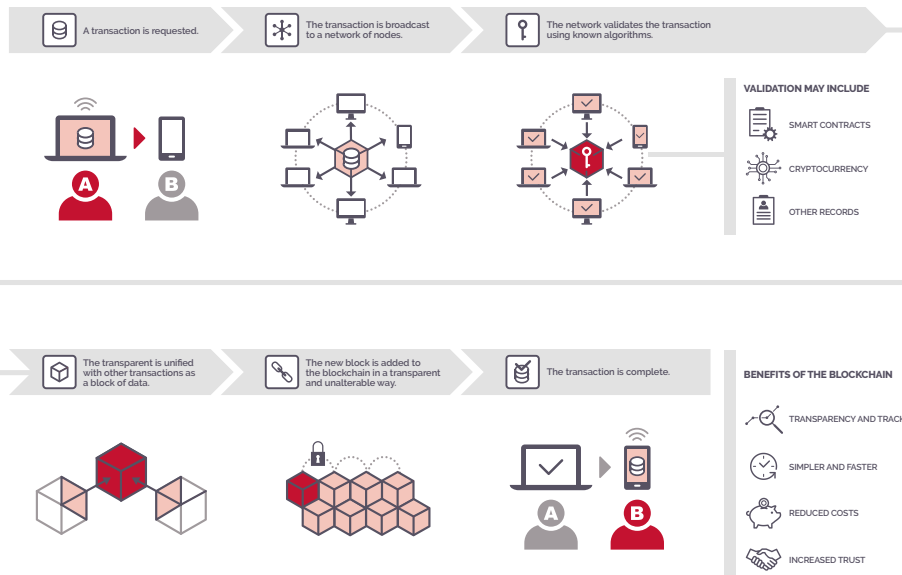 A transaction is requested.
The transaction is broadcast
to a network of nodes.
The network validates the transaction
using known algorithms.
VALIDATION MAY INCLUDE
SMART CONTRACTS
CRYPTOCURRENCY
OTHER RECORDS
A
B
The transparent is unified
with other transactions as
a block of data.
The new block is added to
the blockchain in a transparent
and unalterable way.
The transaction is complete.
BENEFITS OF THE BLOCKCHAIN
TRANSPARENCY AND TRACK
SIMPLER AND FASTER
REDUCED COSTS
INCREASED TRUST
A
B